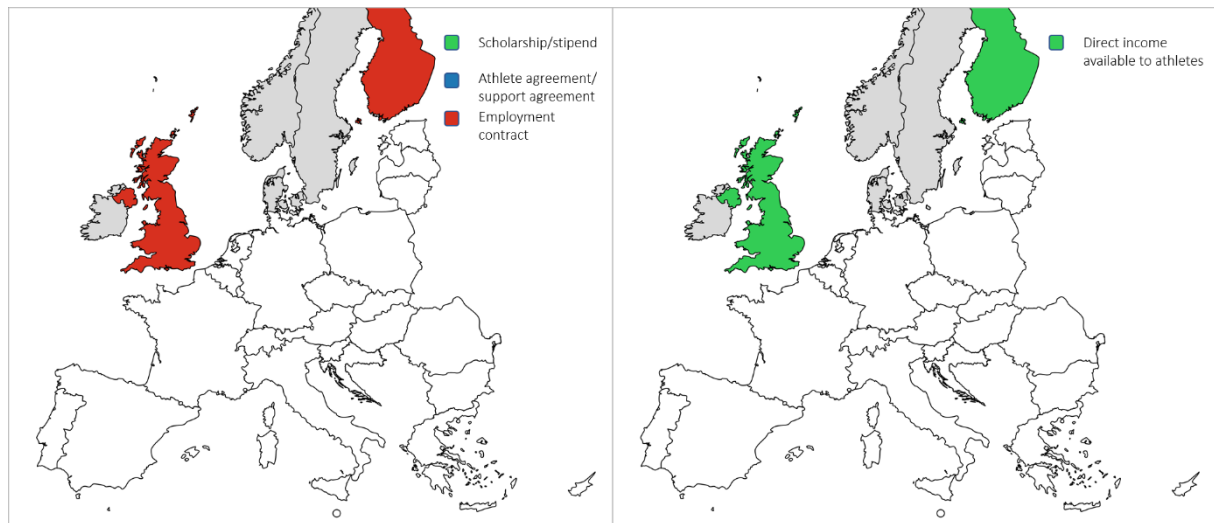 Scholarship/stipend
Athlete agreement/
support agreement
Employment
contract
Direct income
available to athletes